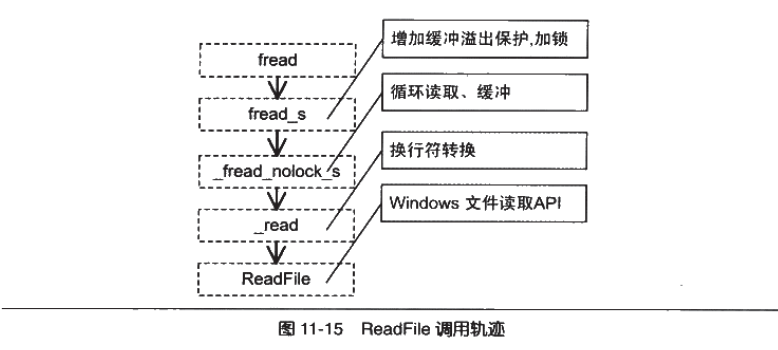 增加缓冲溢出保护,加锁
fread
循环读取、缓冲
fread_s
换行符转换
_fread_nolock_s
Windows 文件读取API
_read
ReadFile
图 11-15 ReadFile 调用轨迹